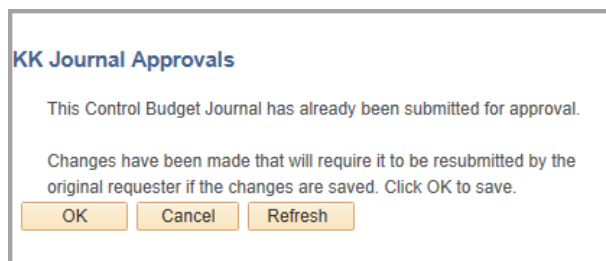 KK Journal Approvals
This Control Budget Journal has already been submitted for approval.
Changes have been made that will require it to be resubmitted by the
original requester if the changes are saved. Click OK to save.
OK Cancel Refresh